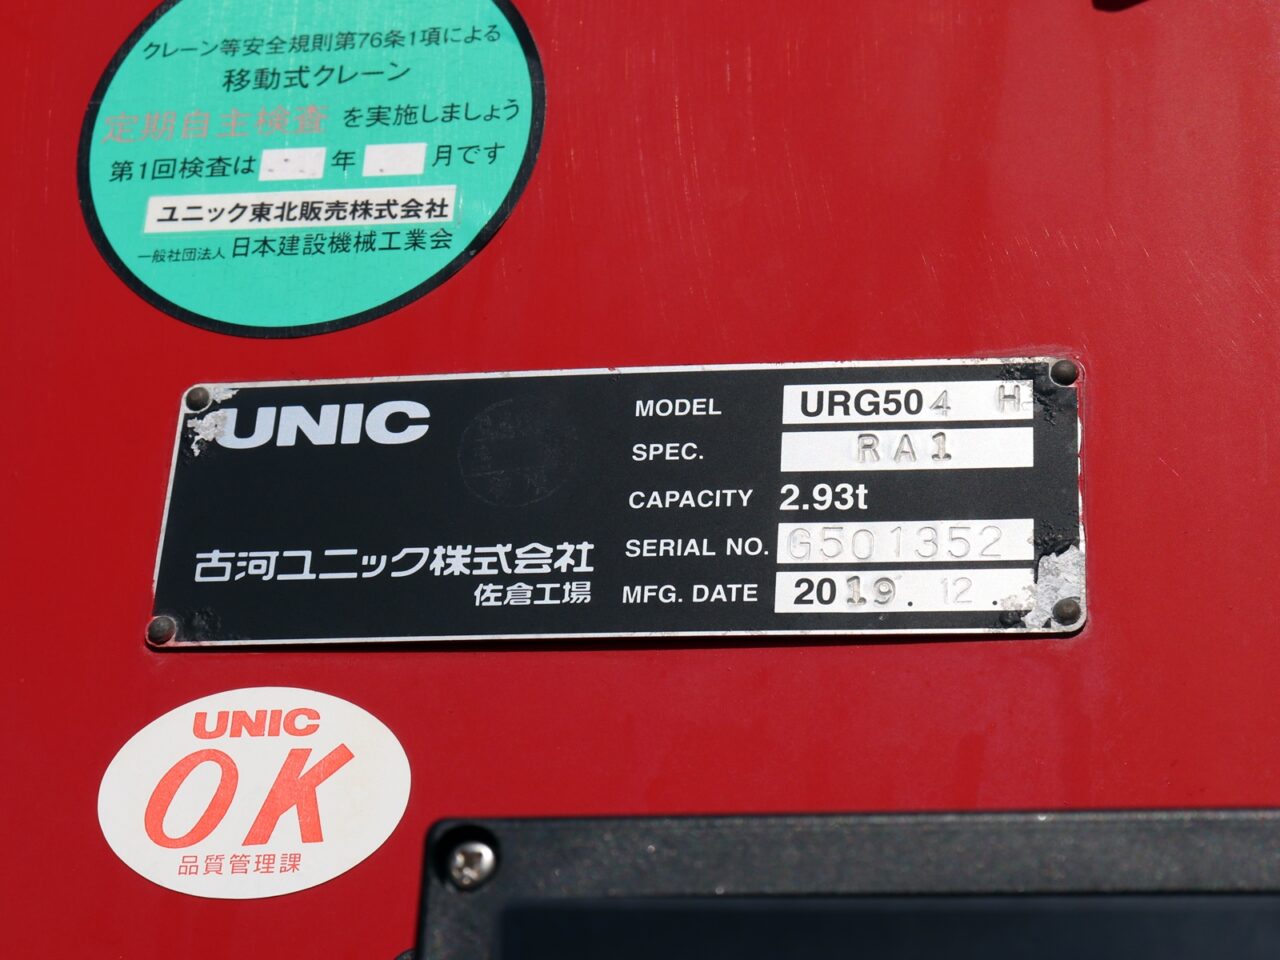 クレーン等安全規則第76条1項による
移動式クレーン
定期自主検査 を実施しましょう
第1回検査は 年 月です
ユニック東北販売株式会社
一般社団法人 日本建設機械工業会
UNIC
古河ユニック株式会社
佐倉工場
MODEL URG504 H
SPEC. RA1
CAPACITY 2.93t
SERIAL NO. G501352
MFG. DATE 2019. 12.
UNIC
OK
品質管理課